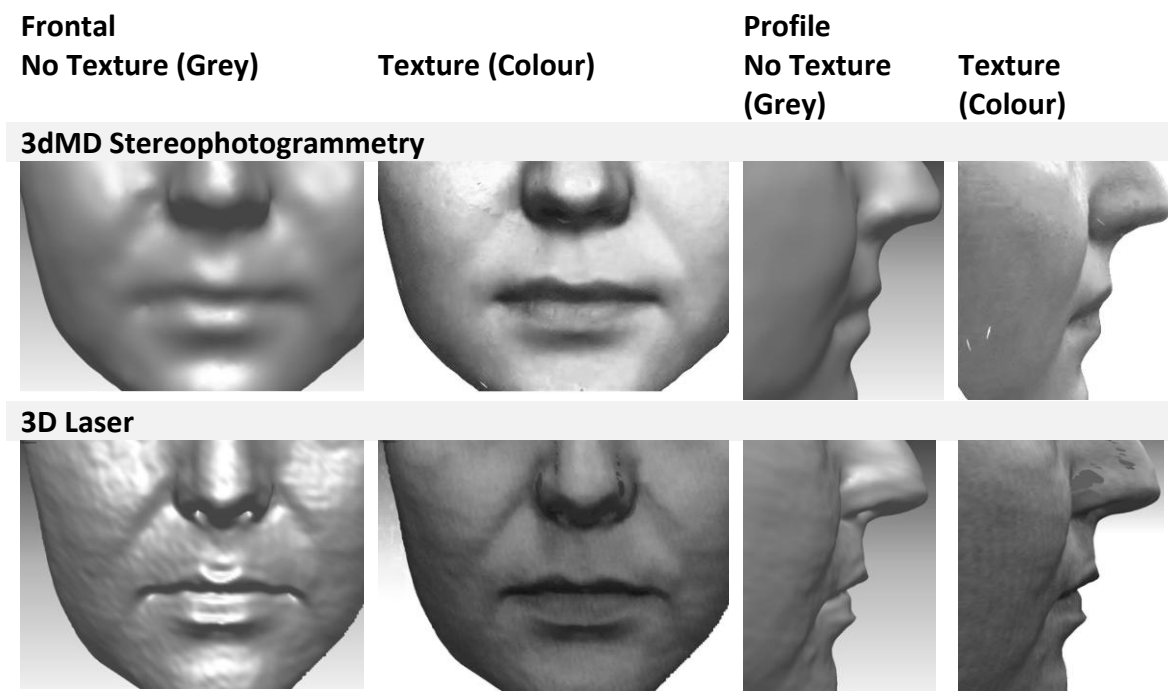 Frontal
Profile
No Texture (Grey)
Texture (Colour)
No Texture
(Grey)
Texture
(Colour)
3dMD Stereophotogrammetry
3D Laser